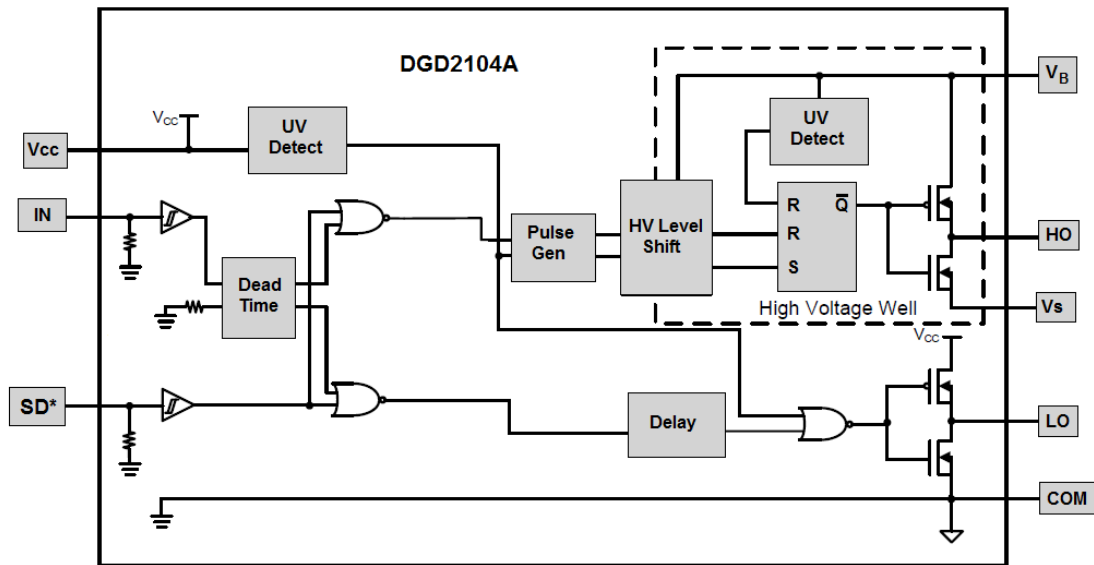 DGD2104A
VB
VCC
UV
Detect
UV
Detect
Vcc
IN
R
Q̅
Pulse
Gen
HV Level
Shift
R
HO
S
Dead
Time
High Voltage Well
Vs
VCC
SD*
Delay
LO
COM